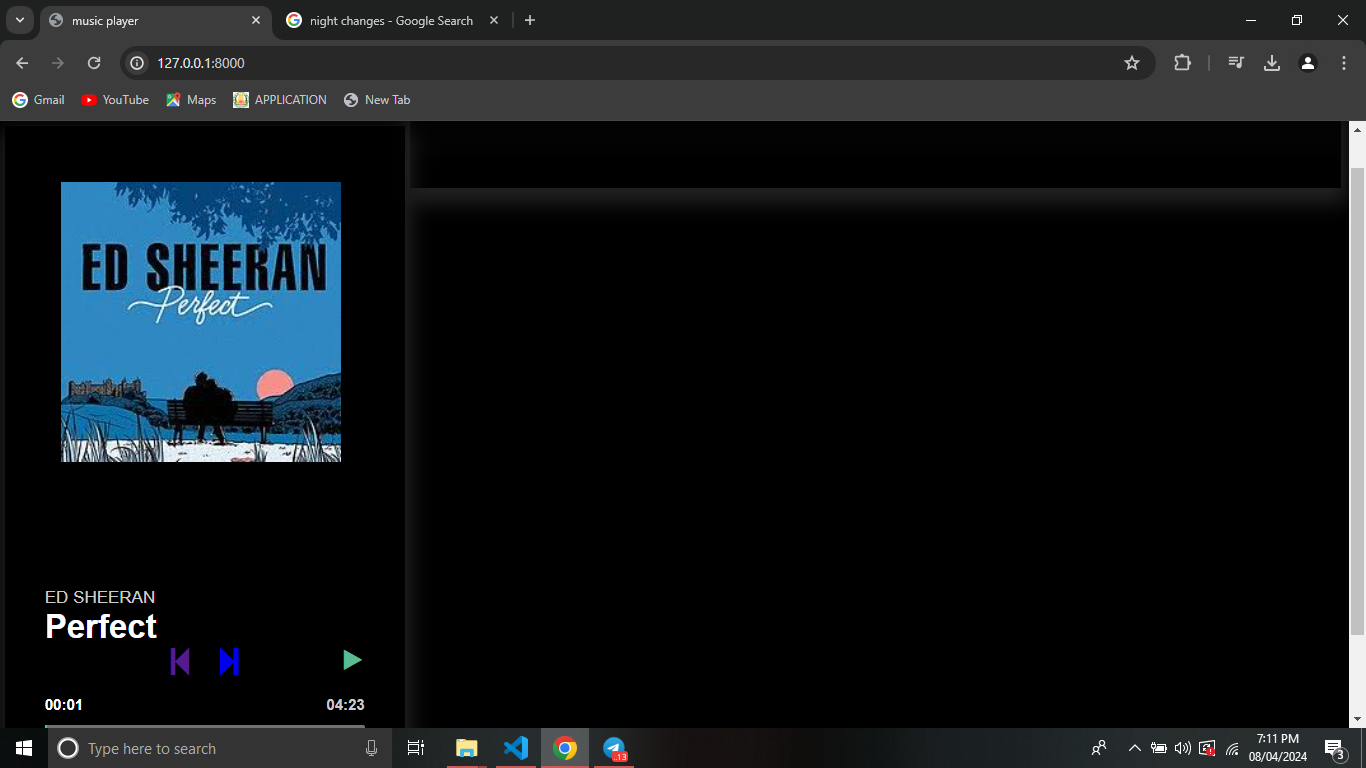 music player
night changes - Google Search
127.0.0.1:8000
Gmail
YouTube
Maps
APPLICATION
New Tab
ED SHEERAN
Perfect
ED SHEERAN
Perfect
00:01
04:23
Type here to search
13
7:11 PM
08/04/2024
3